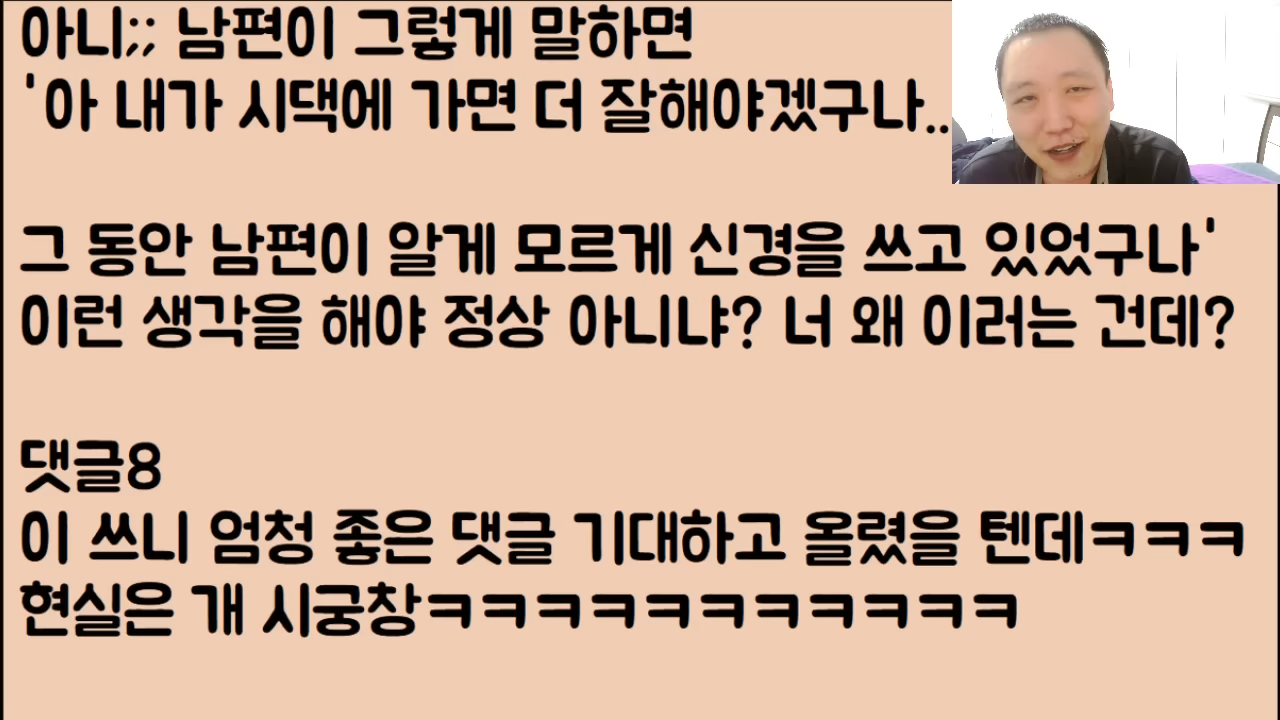 아니;; 남편이 그렇게 말하면
'아 내가 시댁에 가면 더 잘해야겠구나..
그 동안 남편이 알게 모르게 신경을 쓰고 있었구나'
이런 생각을 해야 정상 아니냐? 너 왜 이러는 건데?
댓글8
이 쓰니 엄청 좋은 댓글 기대하고 올렸을 텐데ㅋㅋㅋ
현실은 개 시궁창ㅋㅋㅋㅋㅋㅋㅋㅋㅋㅋㅋ